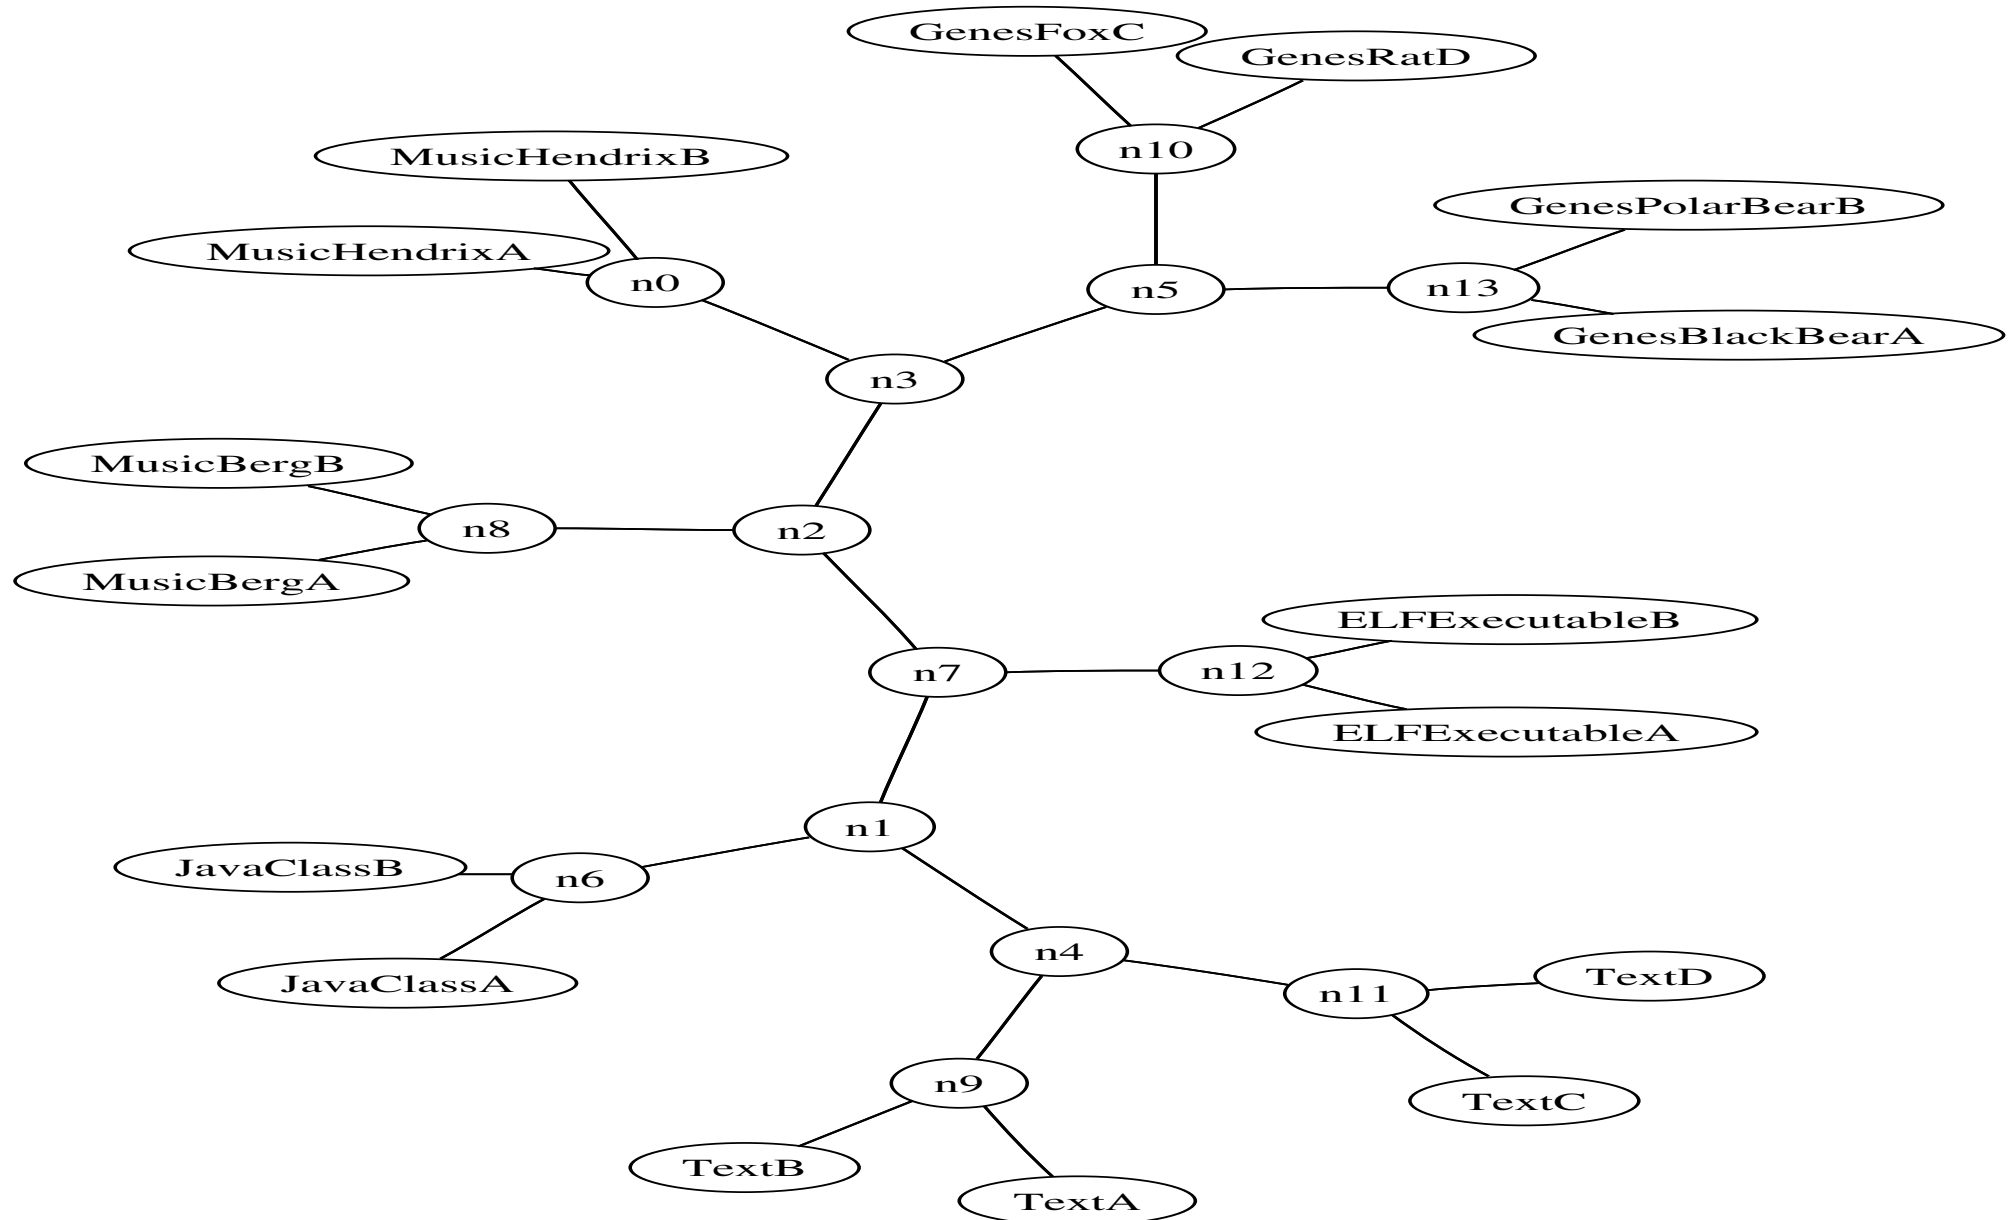 GenesFoxC
GenesRatD
n10
MusicHendrixB
GenesPolarBearB
MusicHendrixA
n0
n5
n13
GenesBlackBearA
n3
MusicBergB
n8
n2
MusicBergA
ELFExecutableB
n7
n12
ELFExecutableA
n1
JavaClassB
n6
n4
JavaClassA
n11
TextD
n9
TextC
TextB
TextA